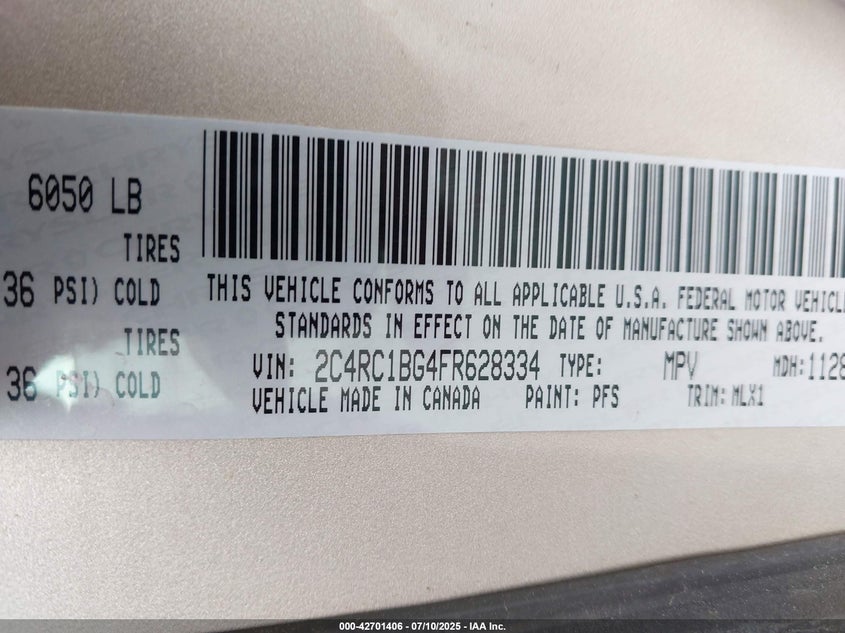 6050 LB
TIRES
36 PSI) COLD
TIRES
36 PSI) COLD
THIS VEHICLE CONFORMS TO ALL APPLICABLE U.S.A. FEDERAL MOTOR VEHICLE
STANDARDS IN EFFECT ON THE DATE OF MANUFACTURE SHOWN ABOVE.
VIN: 2C4RC1BG4FR628334 TYPE: MPV MDH: 1128
VEHICLE MADE IN CANADA PAINT: PFS TRIM: MLX1
000-42701406 - 07/10/2025 - IAA Inc.